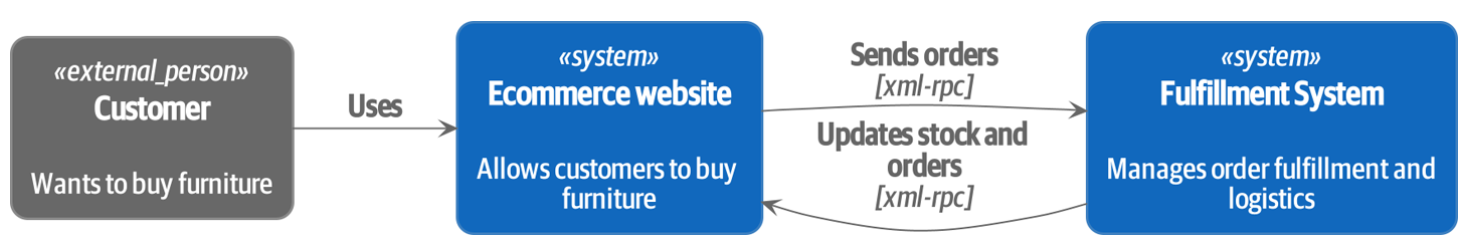 «external_person»
Customer
Wants to buy furniture
Uses
«system»
Ecommerce website
Allows customers to buy
furniture
Sends orders
[xml-rpc]
Updates stock and
orders
[xml-rpc]
«system»
Fulfillment System
Manages order fulfillment and
logistics